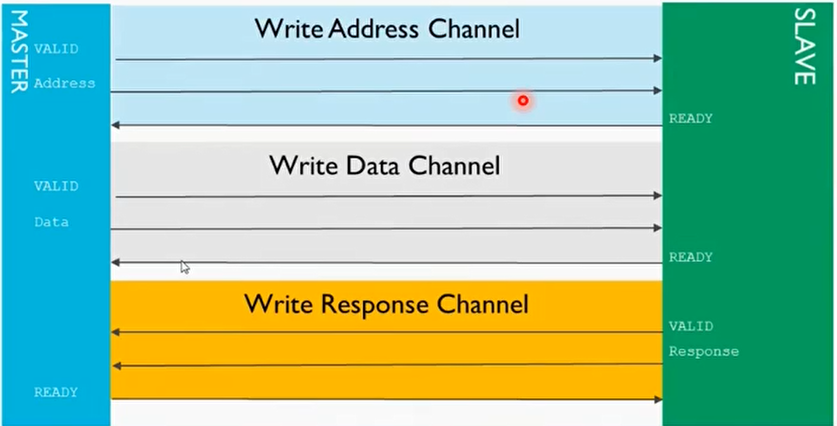 MASTER
SLAVE
Write Address Channel
VALID
Address
READY
Write Data Channel
VALID
Data
READY
Write Response Channel
VALID
Response
READY